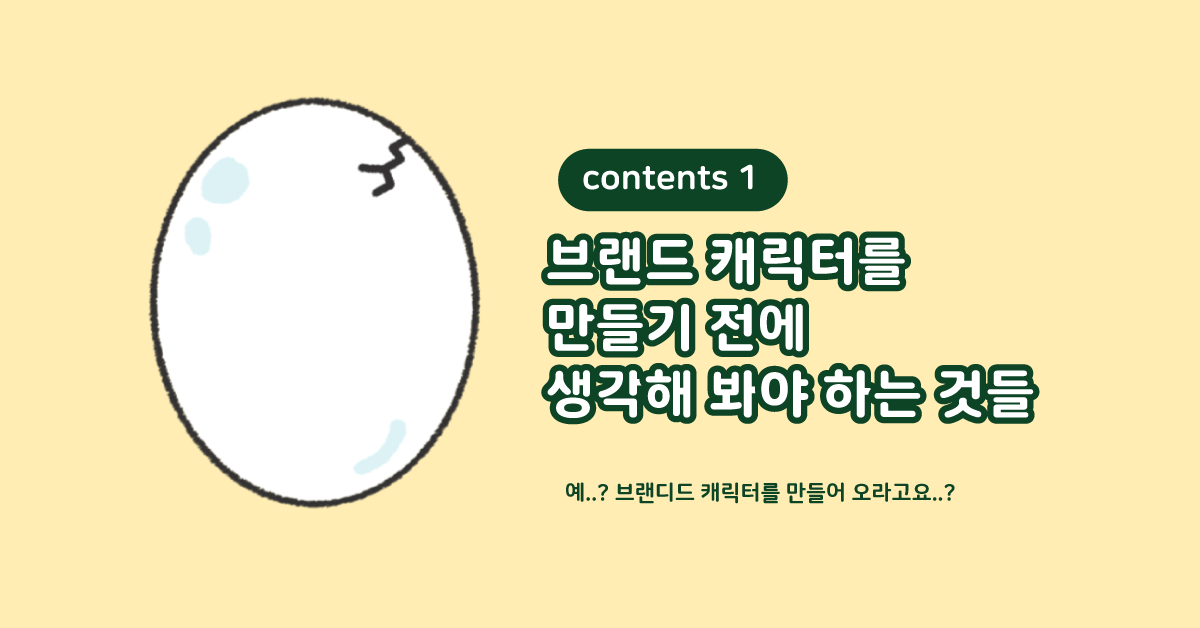 contents 1
브랜드 캐릭터를
만들기 전에
생각해 봐야 하는 것들
예..? 브랜디드 캐릭터를 만들어 오라고요..?